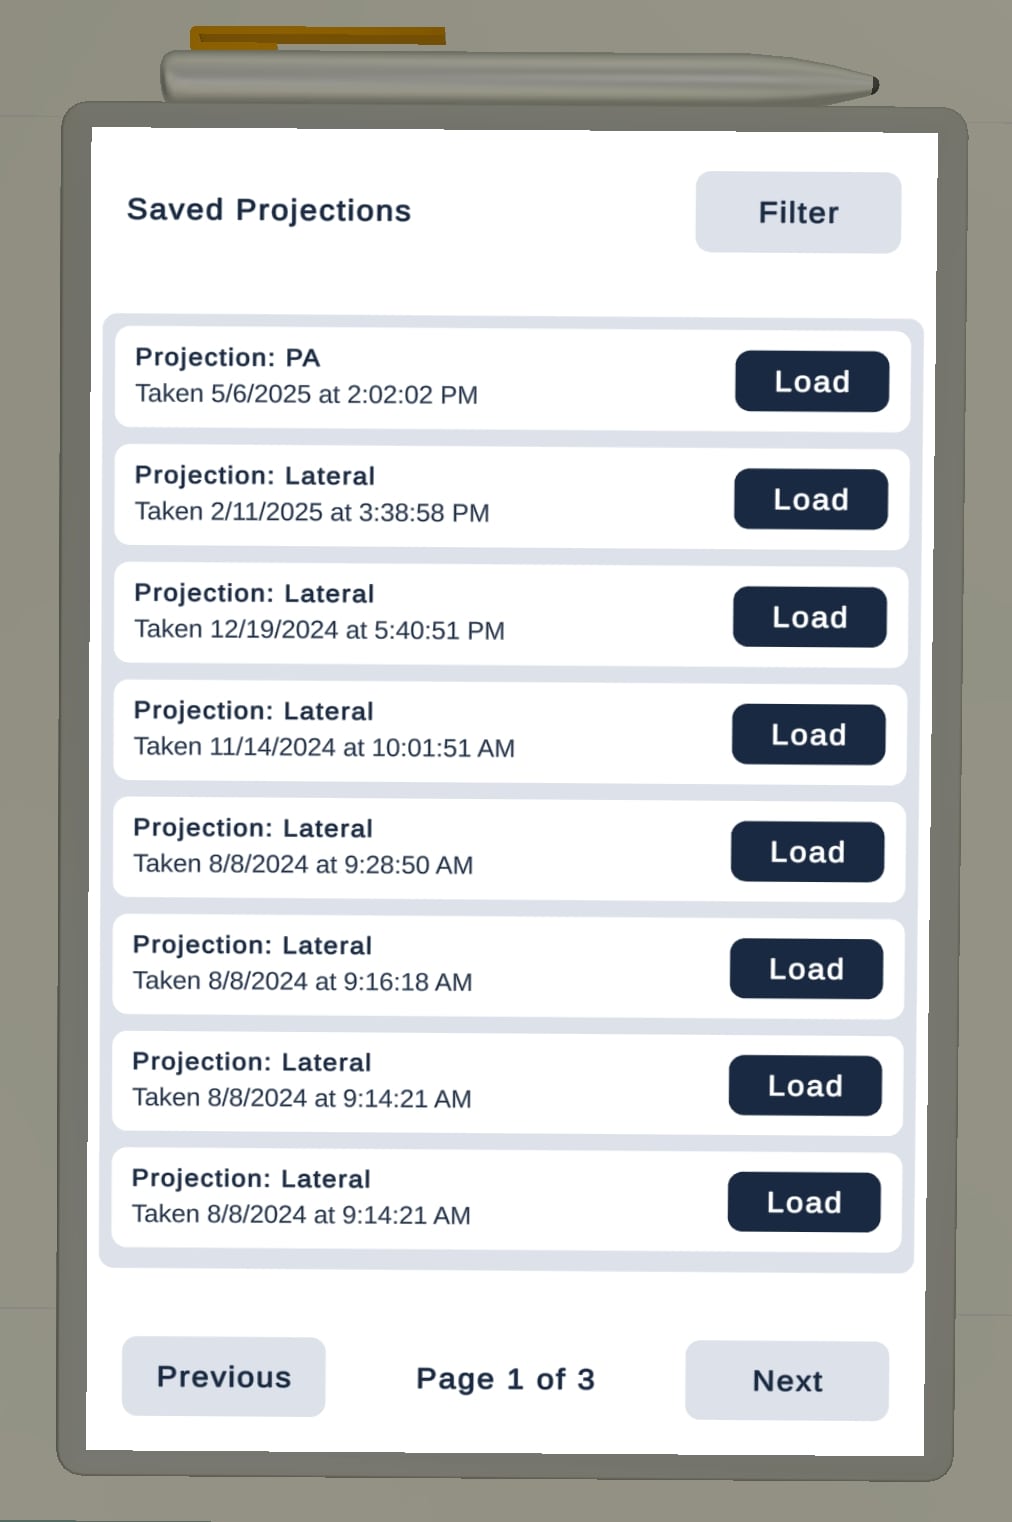 Saved Projections
Filter
Projection: PA
Taken 5/6/2025 at 2:02:02 PM
Load
Projection: Lateral
Taken 2/11/2025 at 3:38:58 PM
Load
Projection: Lateral
Taken 12/19/2024 at 5:40:51 PM
Load
Projection: Lateral
Taken 11/14/2024 at 10:01:51 AM
Load
Projection: Lateral
Taken 8/8/2024 at 9:28:50 AM
Load
Projection: Lateral
Taken 8/8/2024 at 9:16:18 AM
Load
Projection: Lateral
Taken 8/8/2024 at 9:14:21 AM
Load
Projection: Lateral
Taken 8/8/2024 at 9:14:21 AM
Load
Previous
Page 1 of 3
Next